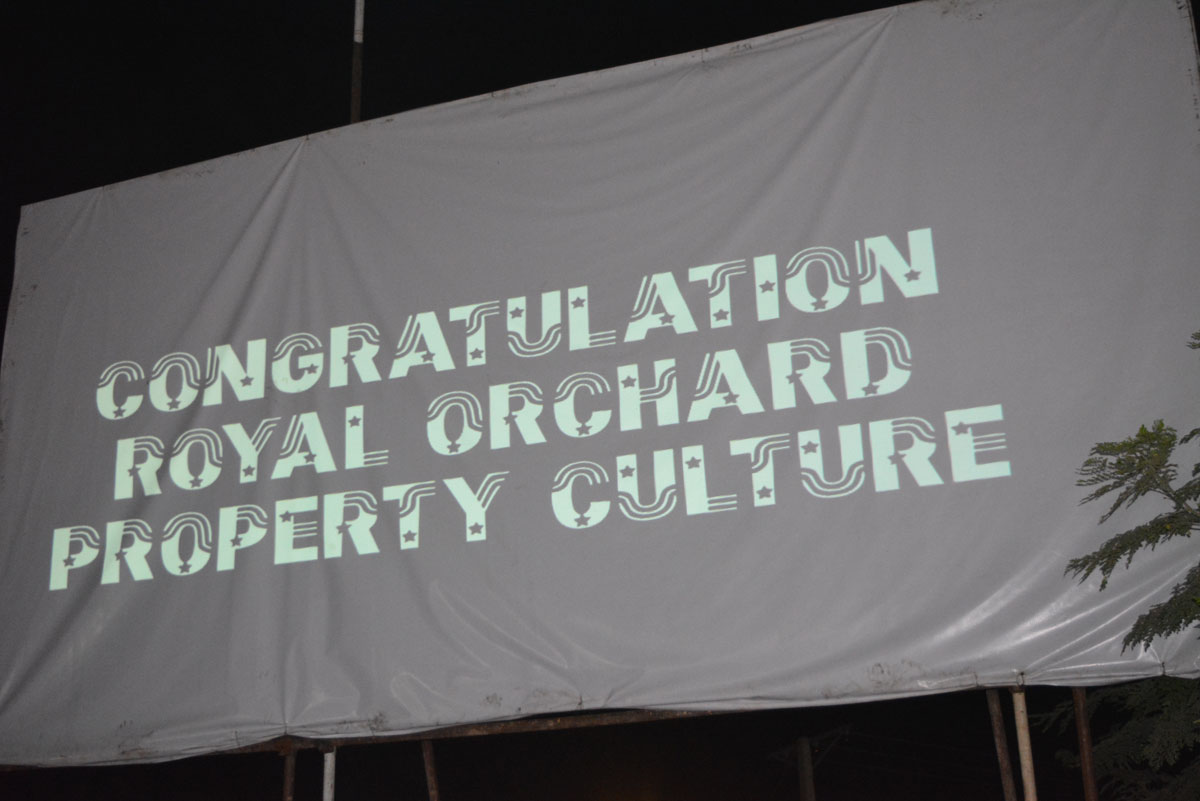 CONGRATULATION
ROYAL ORCHARD
PROPERTY CULTURE